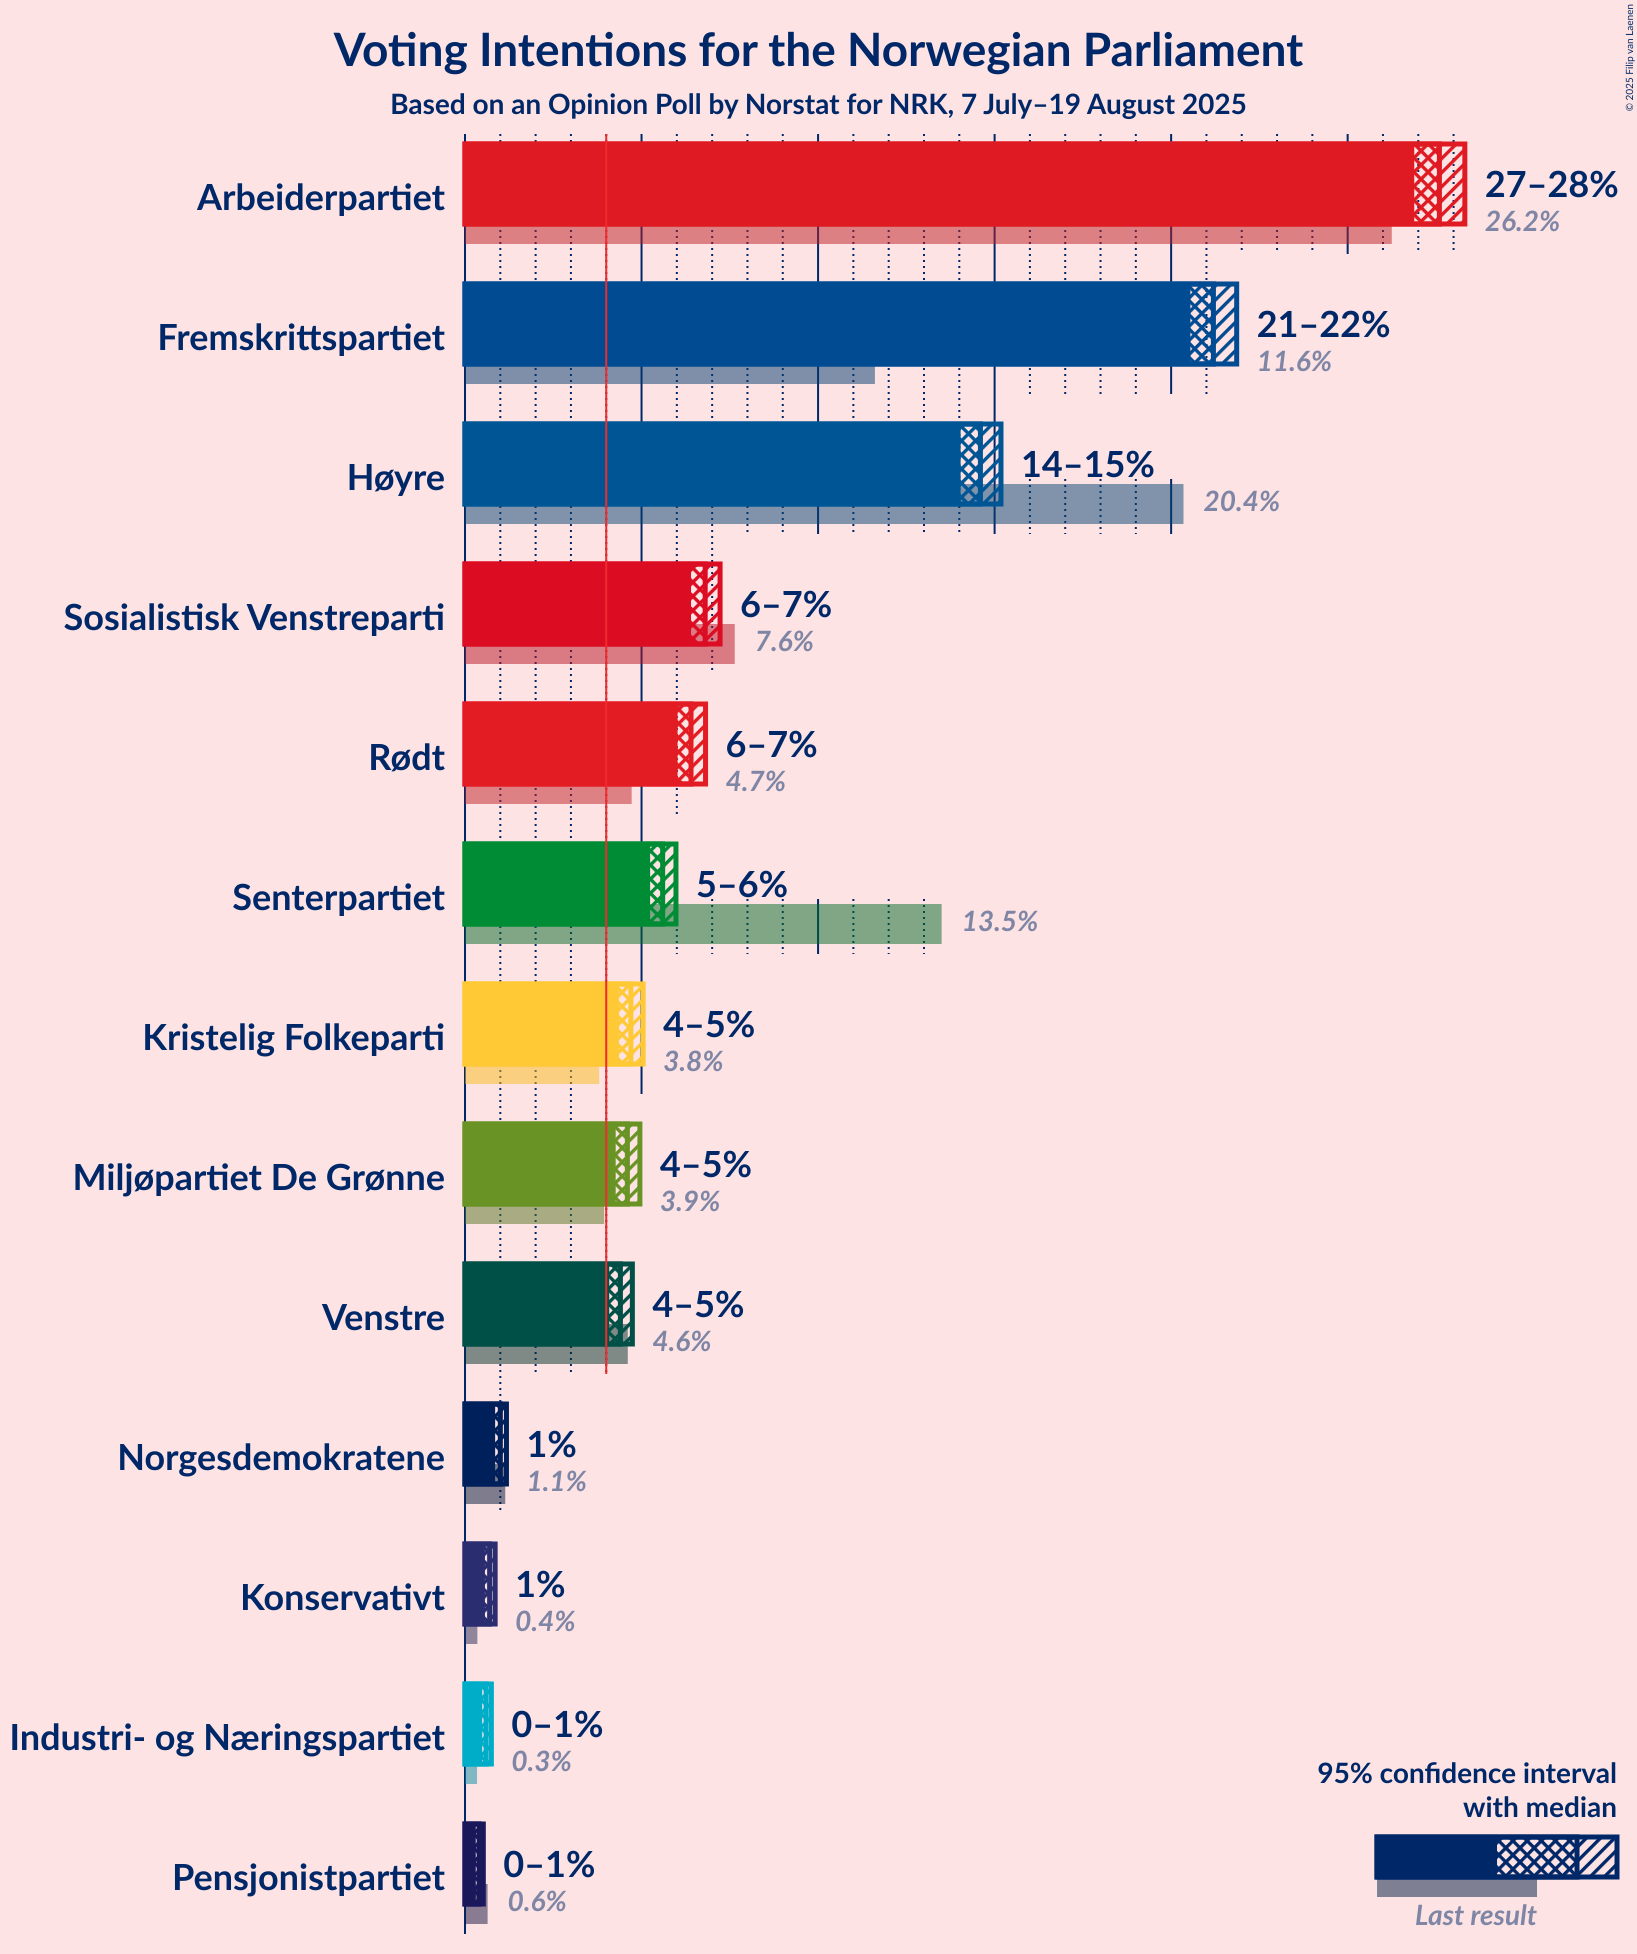 Voting Intentions for the Norwegian Parliament
Based on an Opinion Poll by Norstat for NRK, 7 July–19 August 2025
© 2025 Filip van Laenen
Arbeiderpartiet
27–28%
26.2%
Fremskrittspartiet
21–22%
11.6%
Høyre
14–15%
20.4%
Sosialistisk Venstreparti
6–7%
7.6%
Rødt
6–7%
4.7%
Senterpartiet
5–6%
13.5%
Kristelig Folkeparti
4–5%
3.8%
Miljøpartiet De Grønne
4–5%
3.9%
Venstre
4–5%
4.6%
Norgesdemokratene
1%
1.1%
Konservativt
1%
0.4%
Industri- og Næringspartiet
0–1%
0.3%
Pensjonistpartiet
0–1%
0.6%
95% confidence interval
with median
Last result